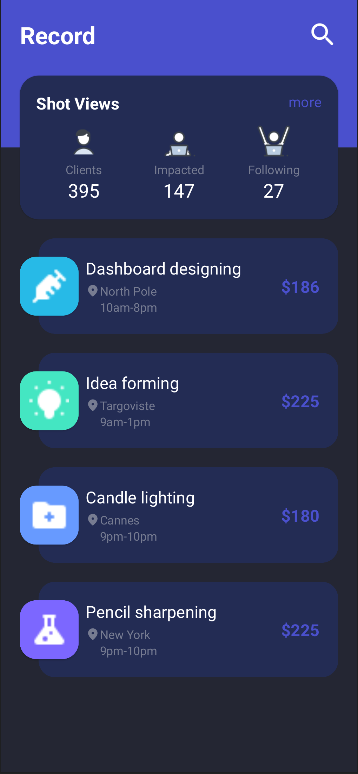 Record
Shot Views
more
Clients
Impacted
Following
395
147
27
Dashboard designing
North Pole
10am-8pm
$186
Idea forming
Targoviste
9am-1pm
$225
Candle lighting
Cannes
9pm-10pm
$180
Pencil sharpening
New York
9pm-10pm
$225